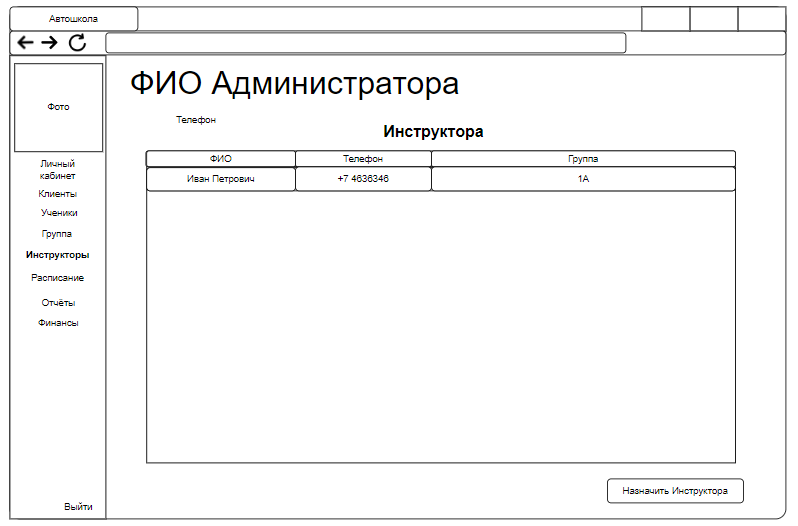 Автошкола
ФИО Администратора
Фото
Телефон
Инструктора
Личный
кабинет
Клиенты
Ученики
Группа
Инструкторы
Расписание
Отчёты
Финансы
Выйти
ФИО Телефон Группа
Иван Петрович +7 4636346 1А
Назначить Инструктора